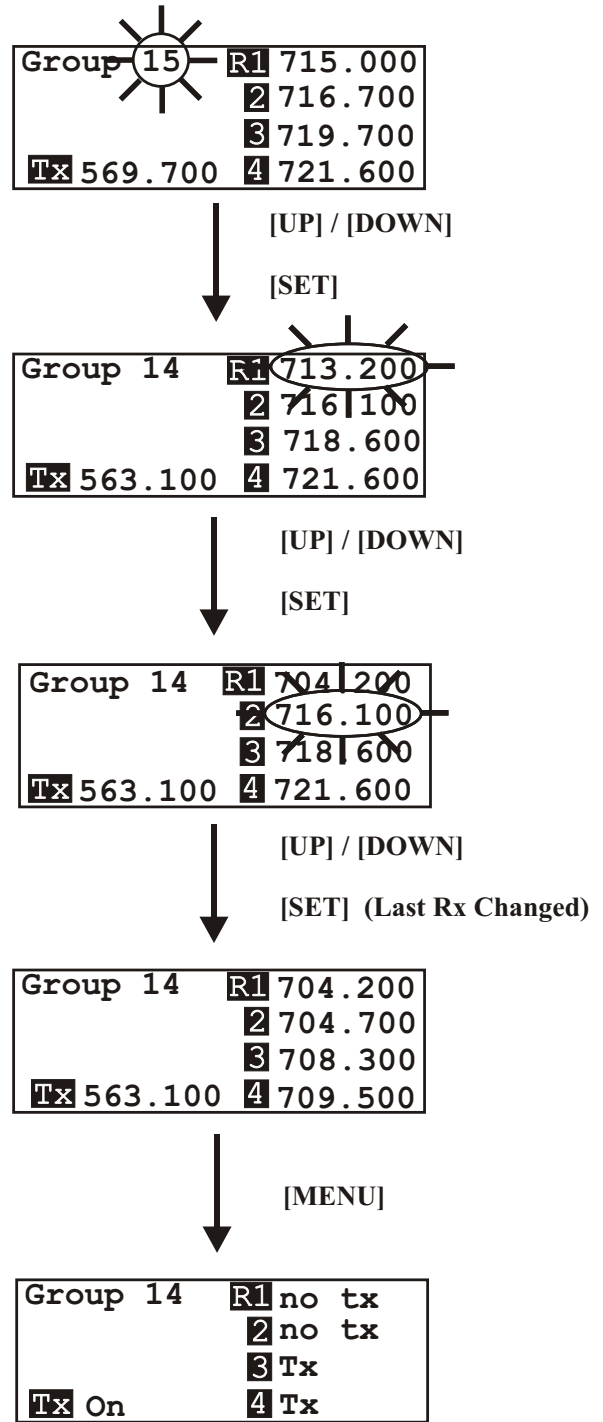 Group 15 R1 715.000
2 716.700
3 719.700
Tx 569.700 4 721.600
[UP] / [DOWN]
[SET]
Group 14 R1 713.200
2 716.100
3 718.600
Tx 563.100 4 721.600
[UP] / [DOWN]
[SET]
Group 14 R1 704.200
2 716.100
3 718.600
Tx 563.100 4 721.600
[UP] / [DOWN]
[SET] (Last Rx Changed)
Group 14 R1 704.200
2 704.700
3 708.300
Tx 563.100 4 709.500
[MENU]
Group 14 R1 no tx
2 no tx
3 Tx
Tx On 4 Tx